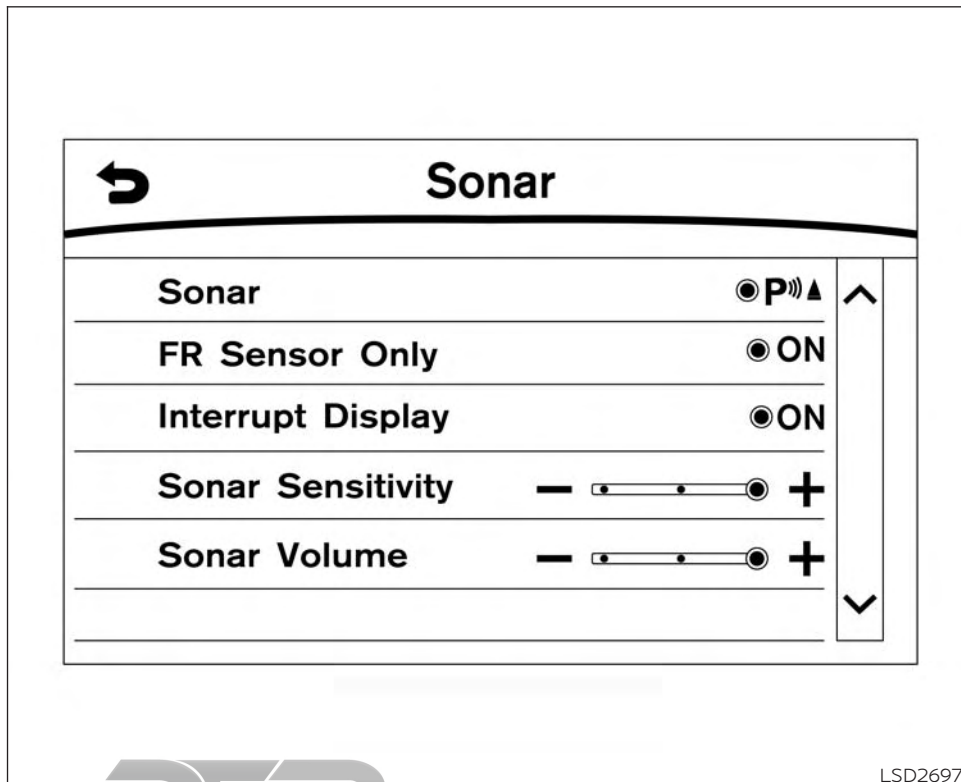 Sonar
Sonar P
FR Sensor Only ON
Interrupt Display ON
Sonar Sensitivity − +
Sonar Volume − +
LSD2697